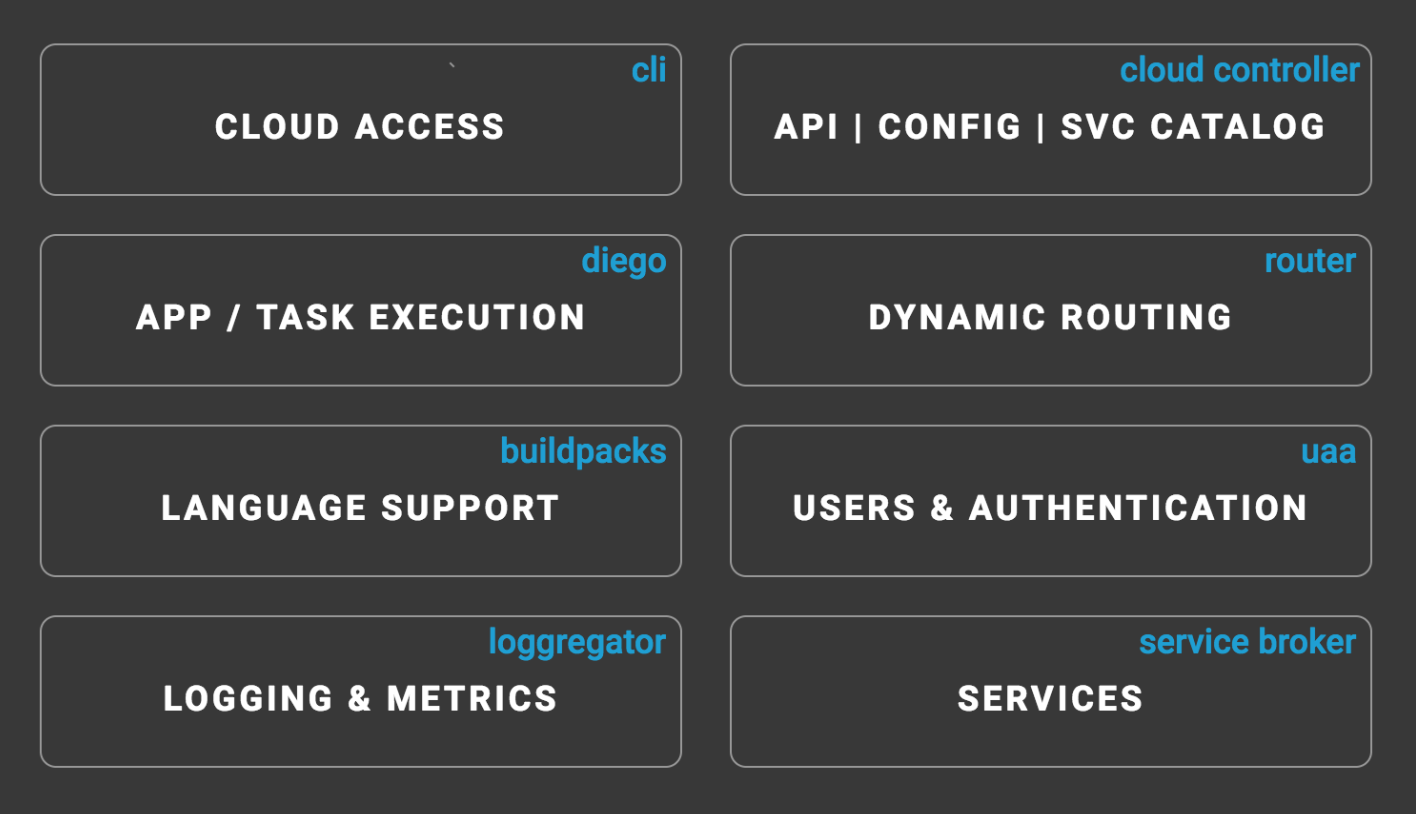 cli
CLOUD ACCESS
cloud controller
API | CONFIG | SVC CATALOG
diego
APP / TASK EXECUTION
router
DYNAMIC ROUTING
buildpacks
LANGUAGE SUPPORT
uaa
USERS & AUTHENTICATION
loggregator
LOGGING & METRICS
service broker
SERVICES